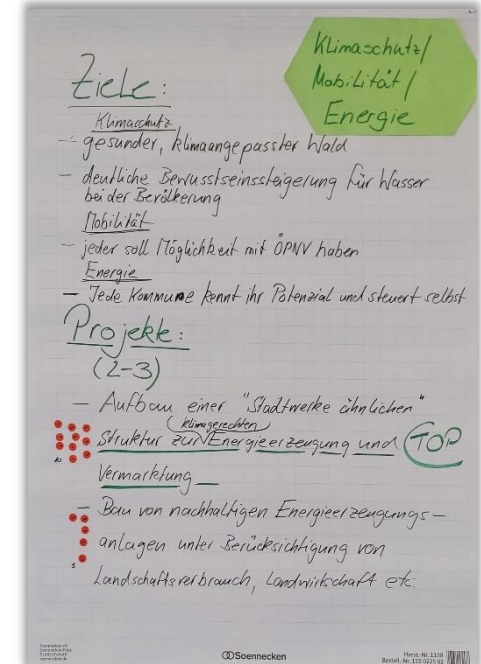 Klimaschutz/
Mobilität/
Energie
Ziele:
Klimaschutz
- gesunder, klimaangepasster Wald
- deutliche Bewusstseinssteigerung für Wasser
bei der Bevölkerung
Mobilität
- jeder soll Möglichkeit mit ÖPNV haben
Energie
- Jede Kommune kennt ihr Potenzial und steuert selbst
Projekte:
(2-3)
- Aufbau einer "Stadtwerke ähnlichen"
(klimagerechten)
Struktur zur Energieerzeugung und TOP
Vermarktung
- Bau von nachhaltigen Energieerzeugungs-
anlagen unter Berücksichtigung von
Landschaftsverbrauch, Landwirtschaft etc.
Soennecken